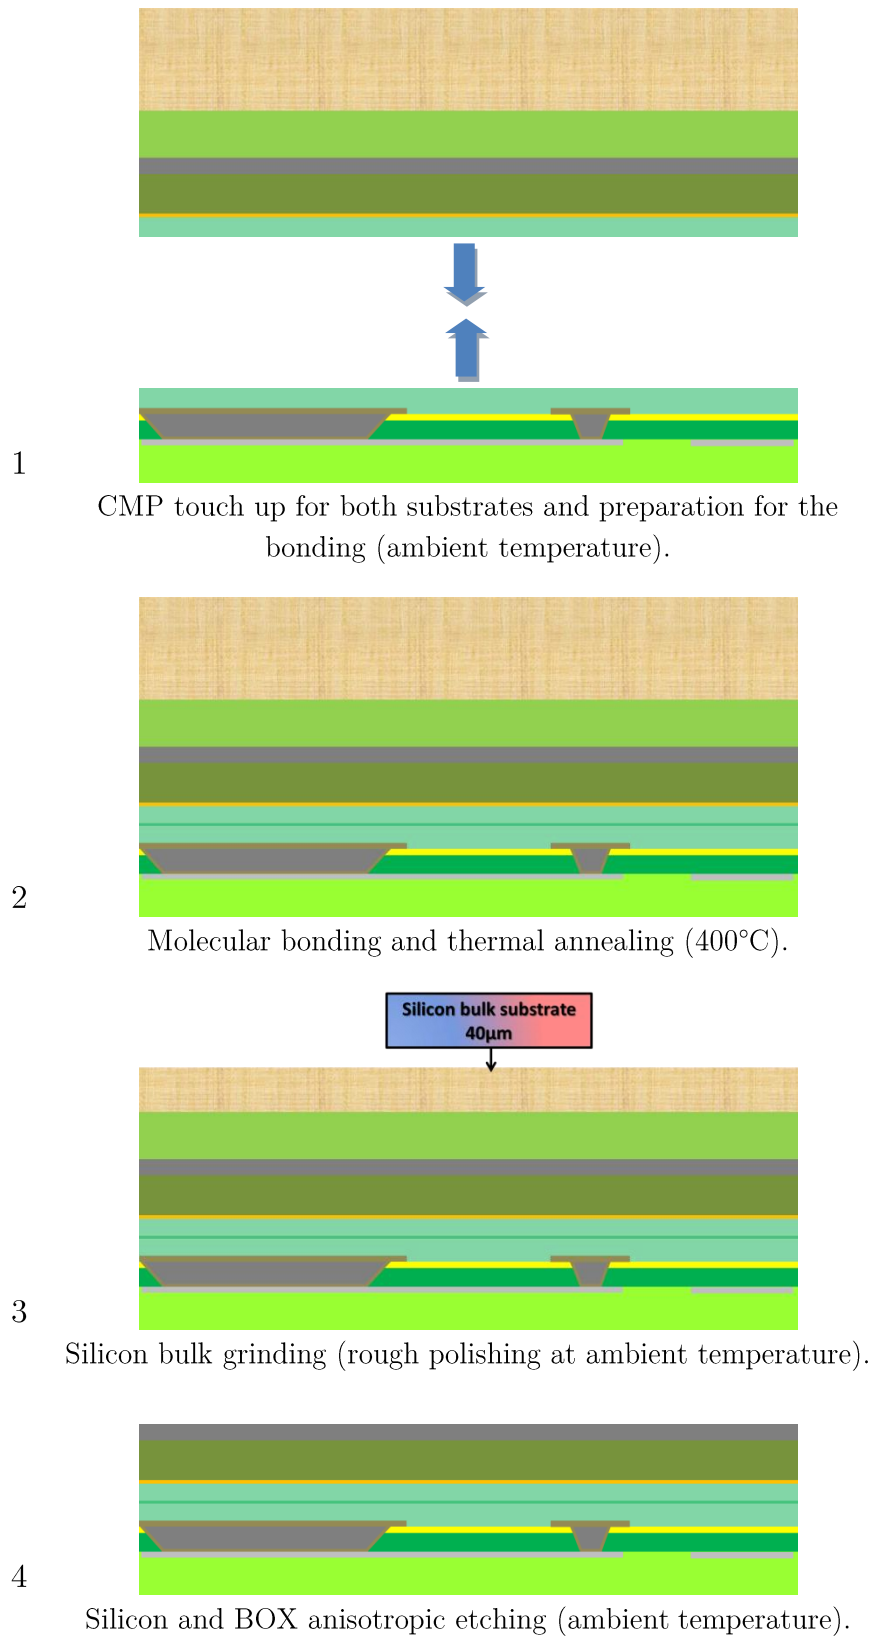 1
CMP touch up for both substrates and preparation for the
bonding (ambient temperature).
2
Molecular bonding and thermal annealing (400°C).
Silicon bulk substrate
40µm
3
Silicon bulk grinding (rough polishing at ambient temperature).
4
Silicon and BOX anisotropic etching (ambient temperature).